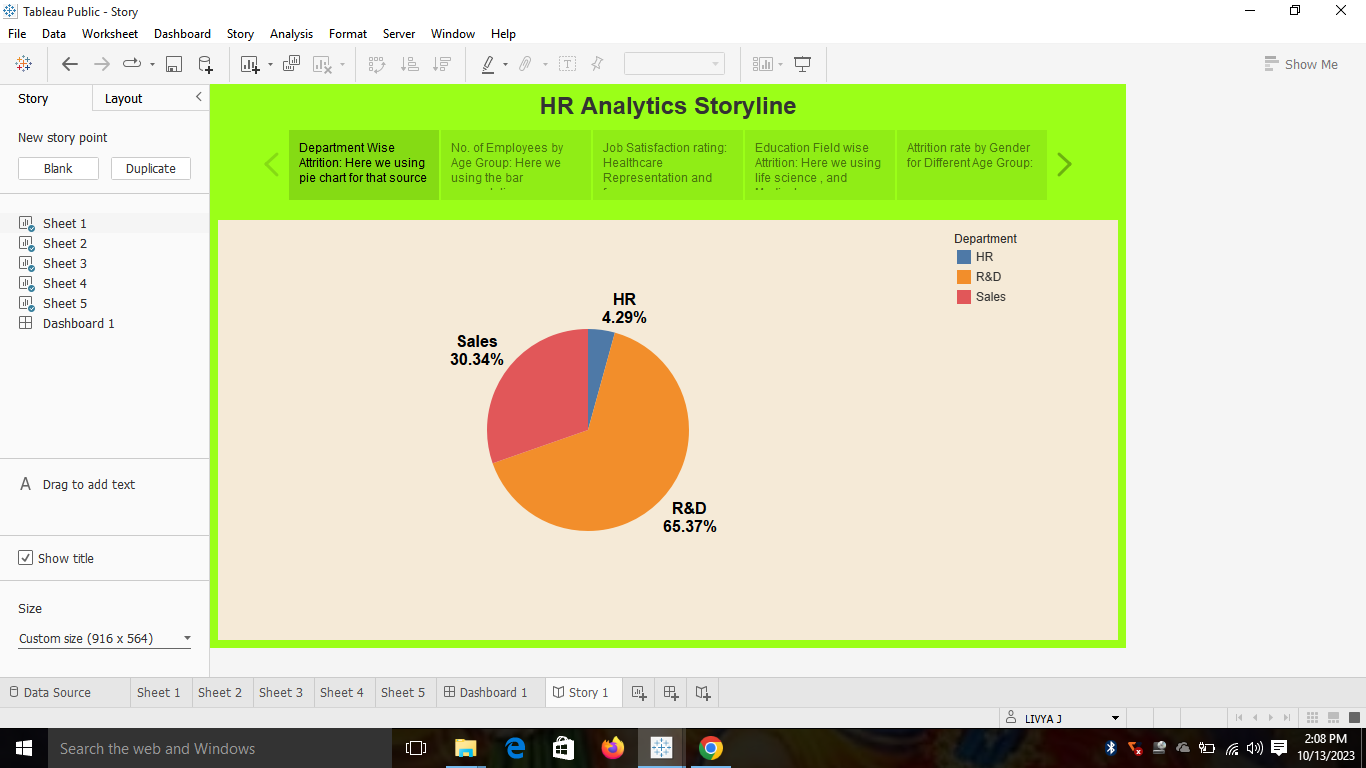 Tableau Public - Story
File Data Worksheet Dashboard Story Analysis Format Server Window Help
Show Me
Story Layout
New story point
Blank Duplicate
Sheet 1
Sheet 2
Sheet 3
Sheet 4
Sheet 5
Dashboard 1
A Drag to add text
Show title
Size
Custom size (916 x 564)
HR Analytics Storyline
Department Wise
Attrition: Here we using
pie chart for that source
No. of Employees by
Age Group: Here we
using the bar
Job Satisfaction rating:
Healthcare
Representation and
Education Field wise
Attrition: Here we using
life science , and
Attrition rate by Gender
for Different Age Group:
Department
HR
R&D
Sales
HR
4.29%
Sales
30.34%
R&D
65.37%
Data Source Sheet 1 Sheet 2 Sheet 3 Sheet 4 Sheet 5 Dashboard 1 Story 1
LIVYA J
Search the web and Windows
2:08 PM
10/13/2023